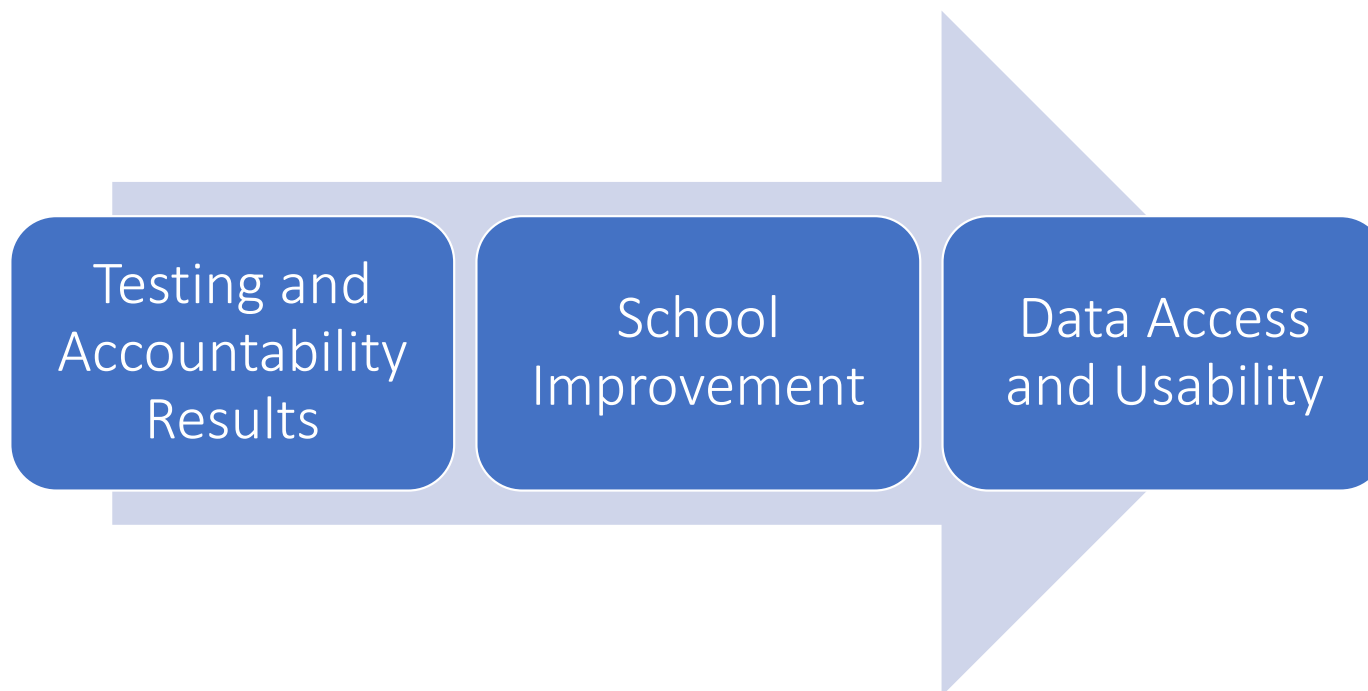 Testing and
Accountability
Results
School
Improvement
Data Access
and Usability